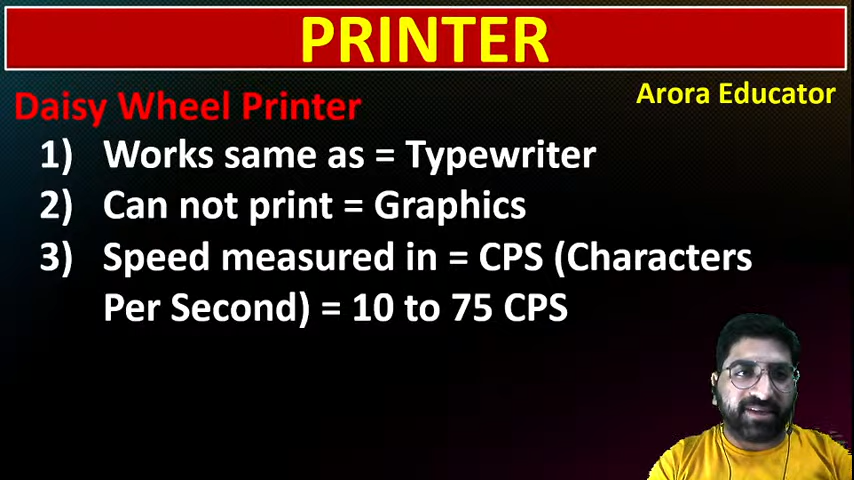 PRINTER
Arora Educator
Daisy Wheel Printer
1) Works same as = Typewriter
2) Can not print = Graphics
3) Speed measured in = CPS (Characters
Per Second) = 10 to 75 CPS